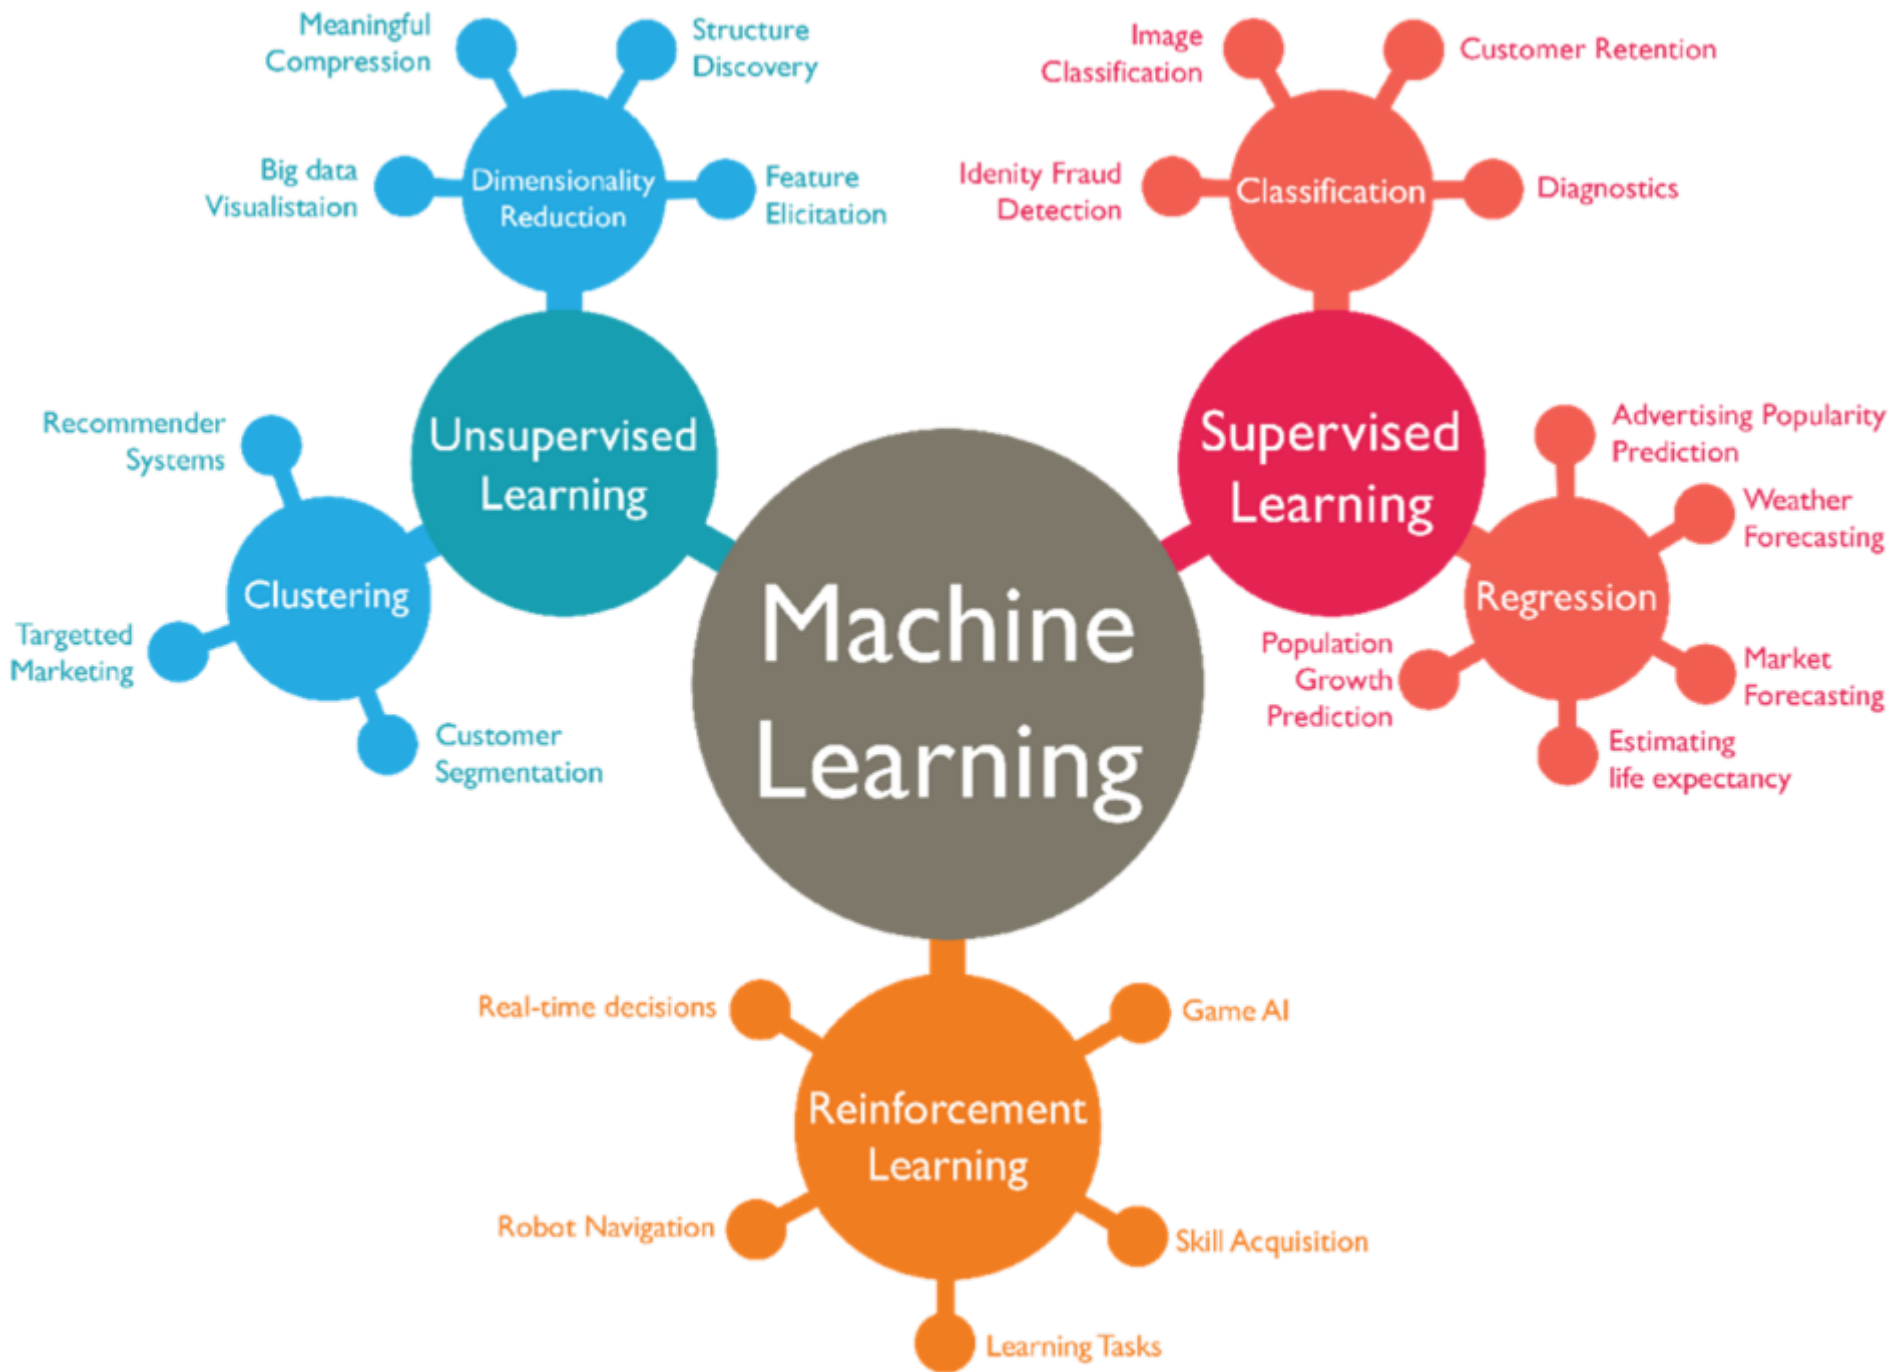 Meaningful
Compression
Structure
Discovery
Big data
Visualistaion
Dimensionality
Reduction
Feature
Elicitation
Image
Classification
Customer Retention
Idenity Fraud
Detection
Classification
Diagnostics
Unsupervised
Learning
Recommender
Systems
Clustering
Targetted
Marketing
Customer
Segmentation
Machine
Learning
Supervised
Learning
Advertising Popularity
Prediction
Weather
Forecasting
Regression
Population
Growth
Prediction
Market
Forecasting
Estimating
life expectancy
Real-time decisions
Game AI
Reinforcement
Learning
Robot Navigation
Skill Acquisition
Learning Tasks